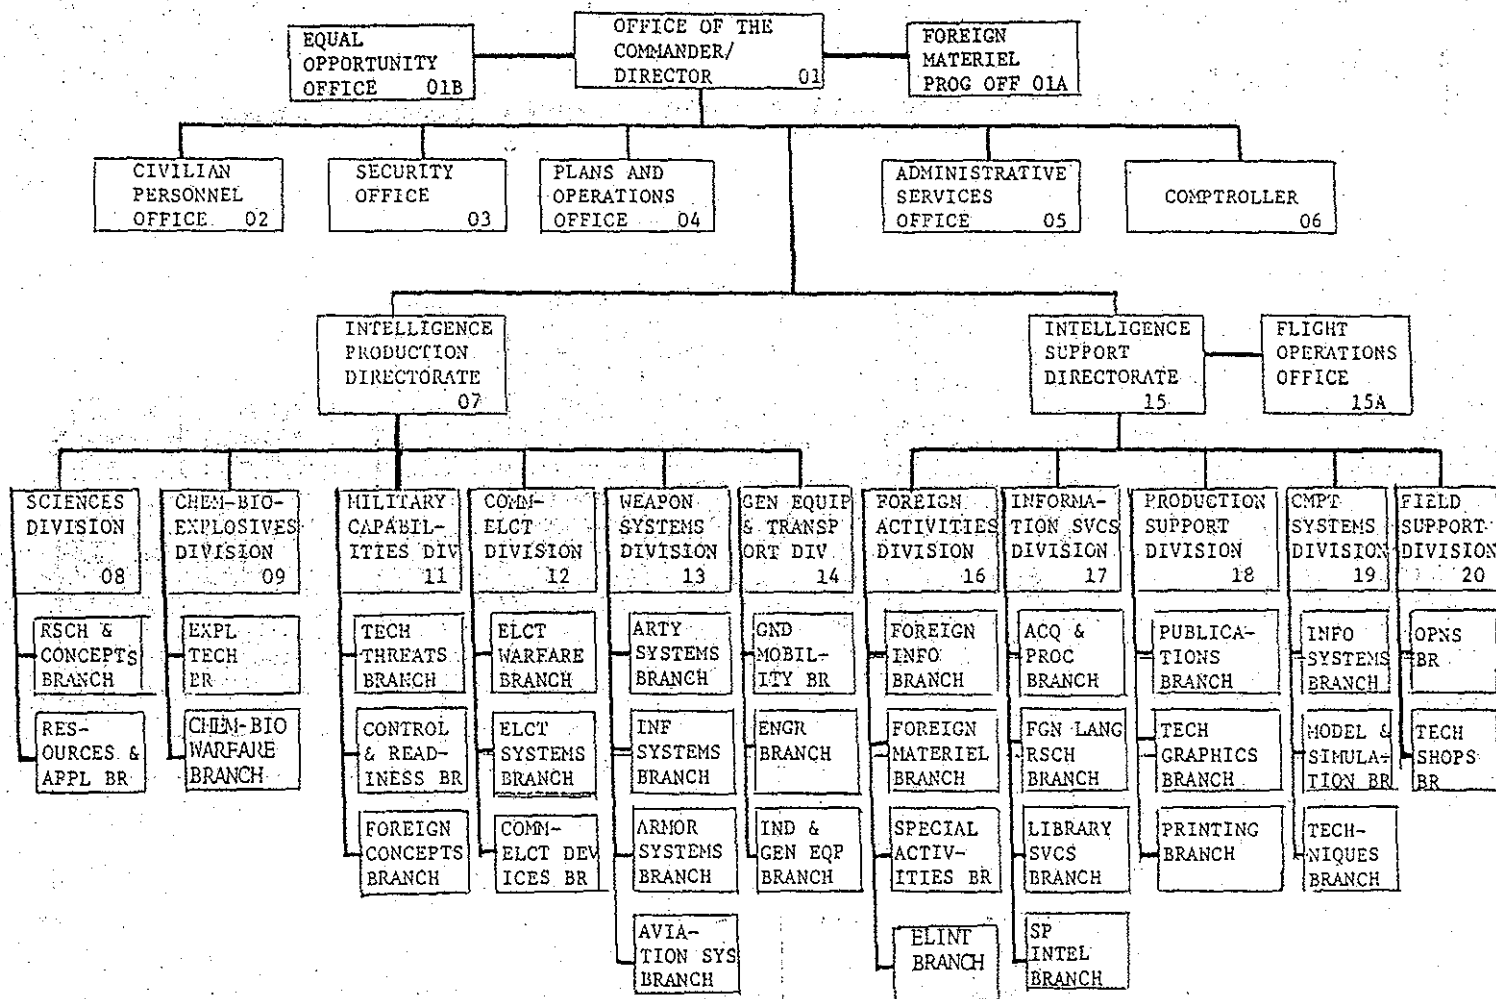 EQUAL
OPPORTUNITY
OFFICE 01B
OFFICE OF THE
COMMANDER/
DIRECTOR 01
FOREIGN
MATERIEL
PROG OFF 01A
CIVILIAN
PERSONNEL
OFFICE 02
SECURITY
OFFICE
03
PLANS AND
OPERATIONS
OFFICE 04
ADMINISTRATIVE
SERVICES
OFFICE 05
COMPTROLLER
06
INTELLIGENCE
PRODUCTION
DIRECTORATE
07
INTELLIGENCE
SUPPORT
DIRECTORATE
15
FLIGHT
OPERATIONS
OFFICE
15A
SCIENCES
DIVISION
08
CHEM-BIO-
EXPLOSIVES
DIVISION
09
MILITARY
CAPABIL-
ITIES DIV
11
COMM-
ELCT
DIVISION
12
WEAPON
SYSTEMS
DIVISION
13
GEN EQUIP
& TRANSP
ORT DIV
14
FOREIGN
ACTIVITIES
DIVISION
16
INFORMA-
TION SVCS
DIVISION
17
PRODUCTION
SUPPORT
DIVISION
18
CMPT
SYSTEMS
DIVISION
19
FIELD
SUPPORT
DIVISION
20
RSCH &
CONCEPTS
BRANCH
RES-
OURCES &
APPL BR
EXPL
TECH
BR
CHEM-BIO
WARFARE
BRANCH
TECH
THREATS
BRANCH
CONTROL
& READ-
INESS BR
FOREIGN
CONCEPTS
BRANCH
ELCT
WARFARE
BRANCH
ELCT
SYSTEMS
BRANCH
COMM-
ELCT DEV
ICES BR
ARTY
SYSTEMS
BRANCH
INF
SYSTEMS
BRANCH
ARMOR
SYSTEMS
BRANCH
AVIA-
TION SYS
BRANCH
GND
MOBIL-
ITY BR
ENGR
BRANCH
IND &
GEN EQP
BRANCH
FOREIGN
INFO
BRANCH
FOREIGN
MATERIEL
BRANCH
SPECIAL
ACTIV-
ITIES BR
ELINT
BRANCH
ACQ &
PROC
BRANCH
FGN LANG
RSCH
BRANCH
LIBRARY
SVCS
BRANCH
SP
INTEL
BRANCH
PUBLICA-
TIONS
BRANCH
TECH
GRAPHICS
BRANCH
PRINTING
BRANCH
INFO
SYSTEMS
BRANCH
MODEL &
SIMULA-
TION BR
TECH-
NIQUES
BRANCH
OPNS
BR
TECH
SHOPS
BR